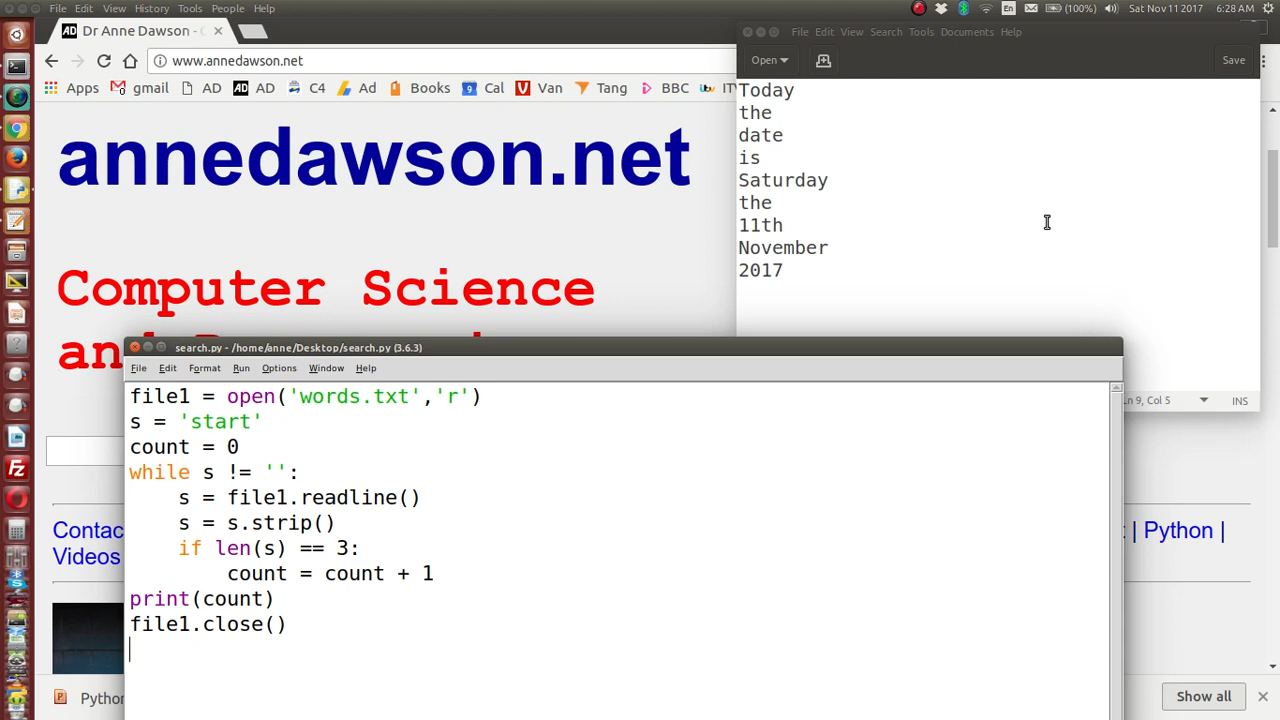 File Edit View History Tools People Help
En (100%) Sat Nov 11 2017 6:28 AM
AD Dr Anne Dawson -
www.annedawson.net
Apps gmail AD AD AD C4 Ad Books 9 Cal V Van Tang BBC itv
annedawson.net
Computer Science
Contac
t | Python |
Videos
File Edit View Search Tools Documents Help
Open Save
Today
the
date
is
Saturday
the
11th
November
2017
Ln 9, Col 5 INS
search.py - /home/anne/Desktop/search.py (3.6.3)
File Edit Format Run Options Window Help
file1 = open('words.txt','r')
s = 'start'
count = 0
while s != '':
    s = file1.readline()
    s = s.strip()
    if len(s) == 3:
        count = count + 1
print(count)
file1.close()
Show all